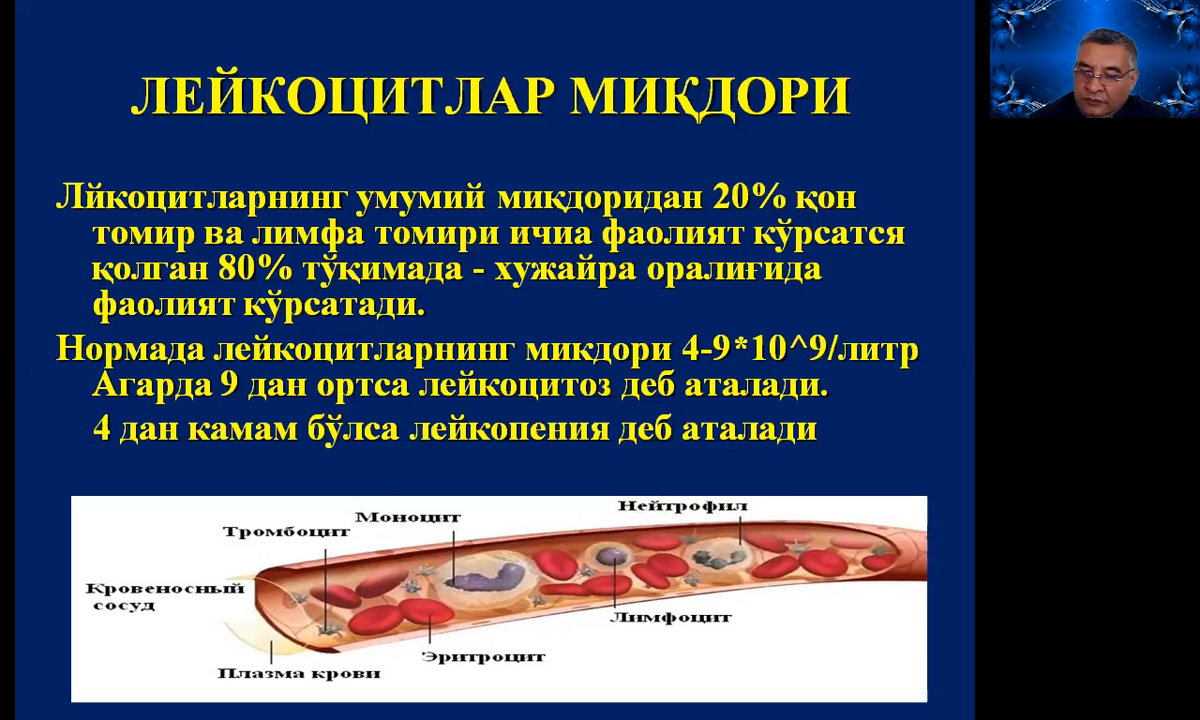 ЛЕЙКОЦИТЛАР МИҚДОРИ
Лйкоцитларнинг умумий миқдоридан 20% қон
томир ва лимфа томири ичиа фаолият кўрсатся
қолган 80% тўқимада - хужайра оралиғида
фаолият кўрсатади.
Нормада лейкоцитларнинг микдори 4-9*10^9/литр
Агарда 9 дан ортса лейкоцитоз деб аталади.
4 дан камам бўлса лейкопения деб аталади
Нейтрофил
Моноцит
Тромбоцит
Кровеносный
сосуд
Лимфоцит
Эритроцит
Плазма крови